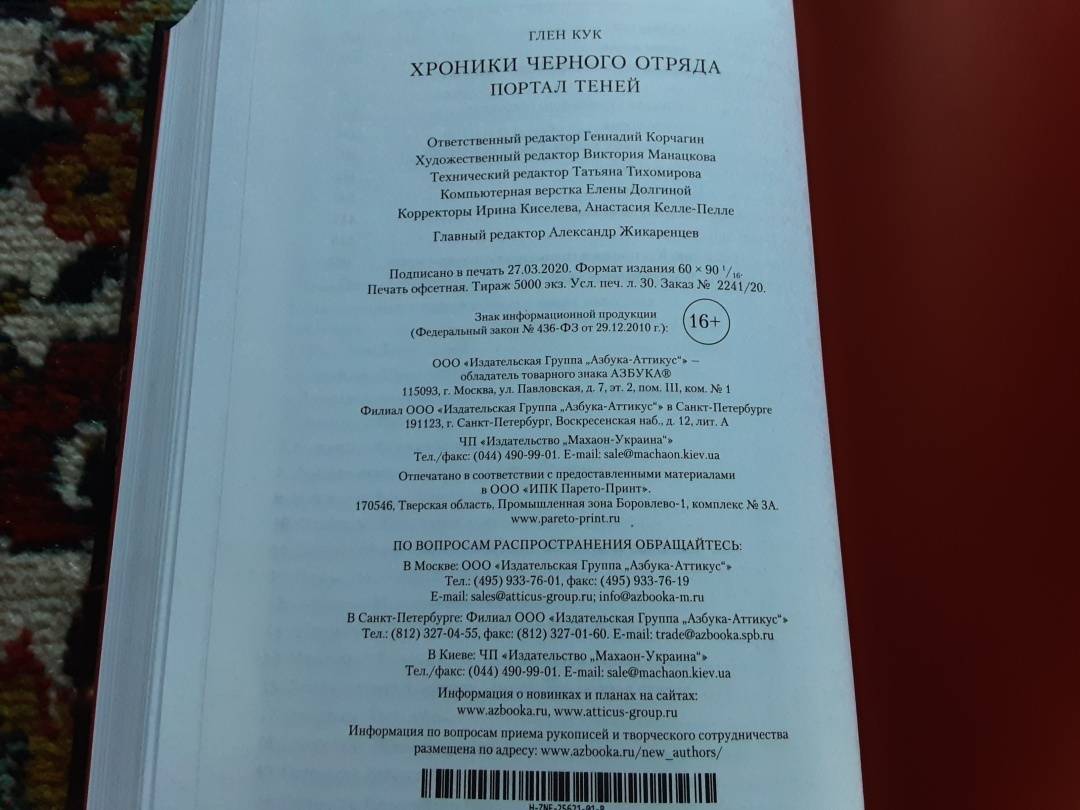 ГЛЕН КУК
ХРОНИКИ ЧЕРНОГО ОТРЯДА
ПОРТАЛ ТЕНЕЙ
Ответственный редактор Геннадий Корчагин
Художественный редактор Виктория Манацкова
Технический редактор Татьяна Тихомирова
Компьютерная верстка Елены Долгиной
Корректоры Ирина Киселева, Анастасия Келле-Пелле
Главный редактор Александр Жикаренцев
Подписано в печать 27.03.2020. Формат издания 60 × 90 1/16.
Печать офсетная. Тираж 5000 экз. Усл. печ. л. 30. Заказ № 2241/20.
Знак информационной продукции
(Федеральный закон № 436-ФЗ от 29.12.2010 г.):
16+
ООО «Издательская Группа „Азбука-Аттикус“» —
обладатель товарного знака АЗБУКА®
115093, г. Москва, ул. Павловская, д. 7, эт. 2, пом. III, ком. № 1
Филиал ООО «Издательская Группа „Азбука-Аттикус“» в Санкт-Петербурге
191123, г. Санкт-Петербург, Воскресенская наб., д. 12, лит. А
ЧП «Издательство „Махаон-Украина“»
Тел./факс: (044) 490-99-01. E-mail: sale@machaon.kiev.ua
Отпечатано в соответствии с предоставленными материалами
в ООО «ИПК Парето-Принт».
170546, Тверская область, Промышленная зона Боровлево-1, комплекс № 3А.
www.pareto-print.ru
ПО ВОПРОСАМ РАСПРОСТРАНЕНИЯ ОБРАЩАЙТЕСЬ:
В Москве: ООО «Издательская Группа „Азбука-Аттикус“»
Тел.: (495) 933-76-01, факс: (495) 933-76-19
E-mail: sales@atticus-group.ru; info@azbooka-m.ru
В Санкт-Петербурге: Филиал ООО «Издательская Группа „Азбука-Аттикус“»
Тел.: (812) 327-04-55, факс: (812) 327-01-60. E-mail: trade@azbooka.spb.ru
В Киеве: ЧП «Издательство „Махаон-Украина“»
Тел./факс: (044) 490-99-01. E-mail: sale@machaon.kiev.ua
Информация о новинках и планах на сайтах:
www.azbooka.ru, www.atticus-group.ru
Информация по вопросам приема рукописей и творческого сотрудничества
размещена по адресу: www.azbooka.ru/new_authors/
H-ZNF-25621-01-R